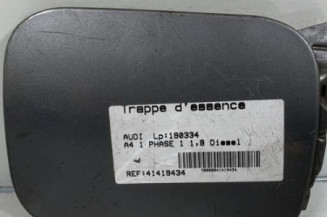 Trappe d'essence
AUDI Lp:190334
A4 1 PHASE 1 1.9 Diesel
REF:41419434